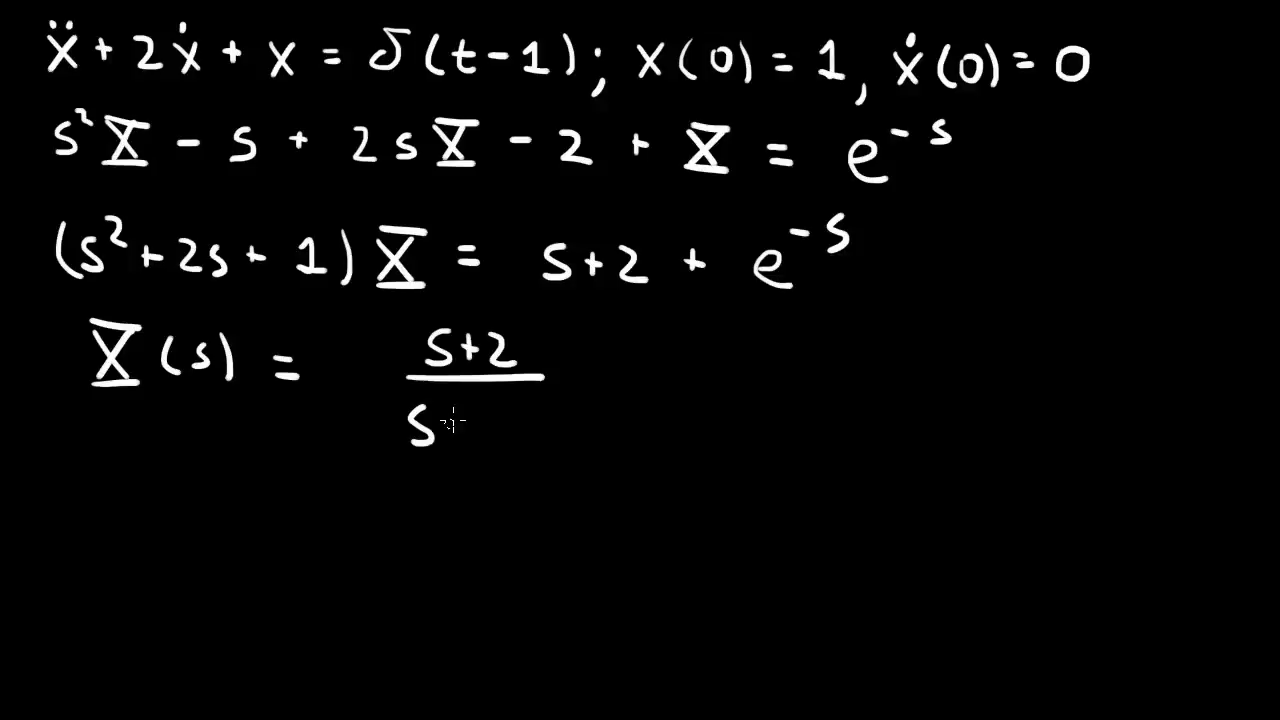 ẍ + 2ẋ + x = δ(t-1); x(0) = 1, ẋ(0) = 0
s²X - s + 2sX - 2 + X = e⁻ˢ
(s²+2s+1)X = s+2 + e⁻ˢ
X(s) = s+2
s